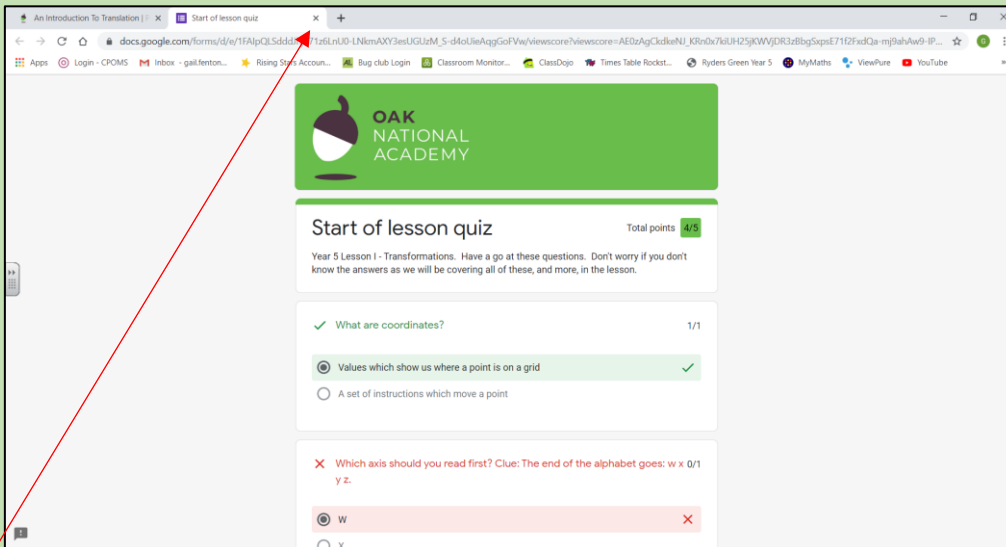 An Introduction To Translation | P
Start of lesson quiz
docs.google.com/forms/d/e/
Apps
Login - CPOMS
Inbox - gail.fenton...
Rising Stars Accoun...
Bug club Login
Classroom Monitor...
ClassDojo
Times Table Rockst...
Ryders Green Year 5
MyMaths
ViewPure
YouTube
G
OAK
NATIONAL
ACADEMY
Start of lesson quiz
Total points 4/5
Year 5 Lesson I - Transformations. Have a go at these questions. Don't worry if you don't
know the answers as we will be covering all of these, and more, in the lesson.
What are coordinates? 1/1
Values which show us where a point is on a grid
A set of instructions which move a point
Which axis should you read first? Clue: The end of the alphabet goes: w x 0/1
y z.
W
X